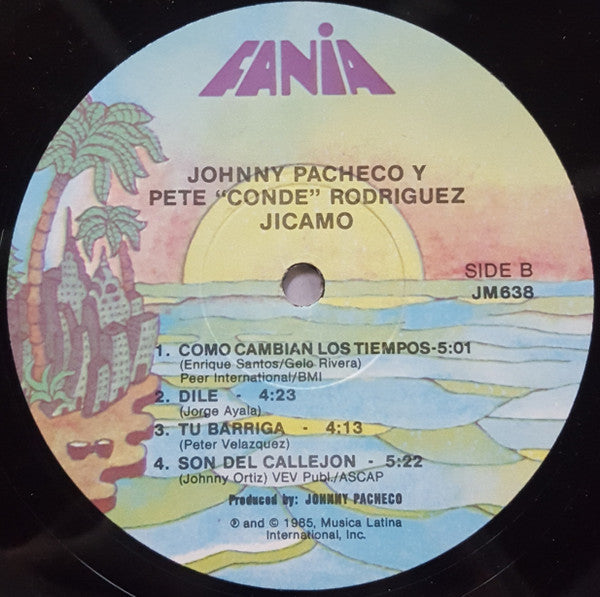 FANIA
JOHNNY PACHECO Y
PETE "CONDE" RODRIGUEZ
JICAMO
SIDE B
JM638
1. COMO CAMBIAN LOS TIEMPOS-5:01
(Enrique Santos/Gelo Rivera)
Peer International/BMI
2. DILE - 4:23
(Jorge Ayala)
3. TU BARRIGA - 4:13
(Peter Velazquez)
4. SON DEL CALLEJON - 5:22
(Johnny Ortiz) VEV Publ./ASCAP
Produced by: JOHNNY PACHECO
℗ and © 1985, Musica Latina
International, Inc.